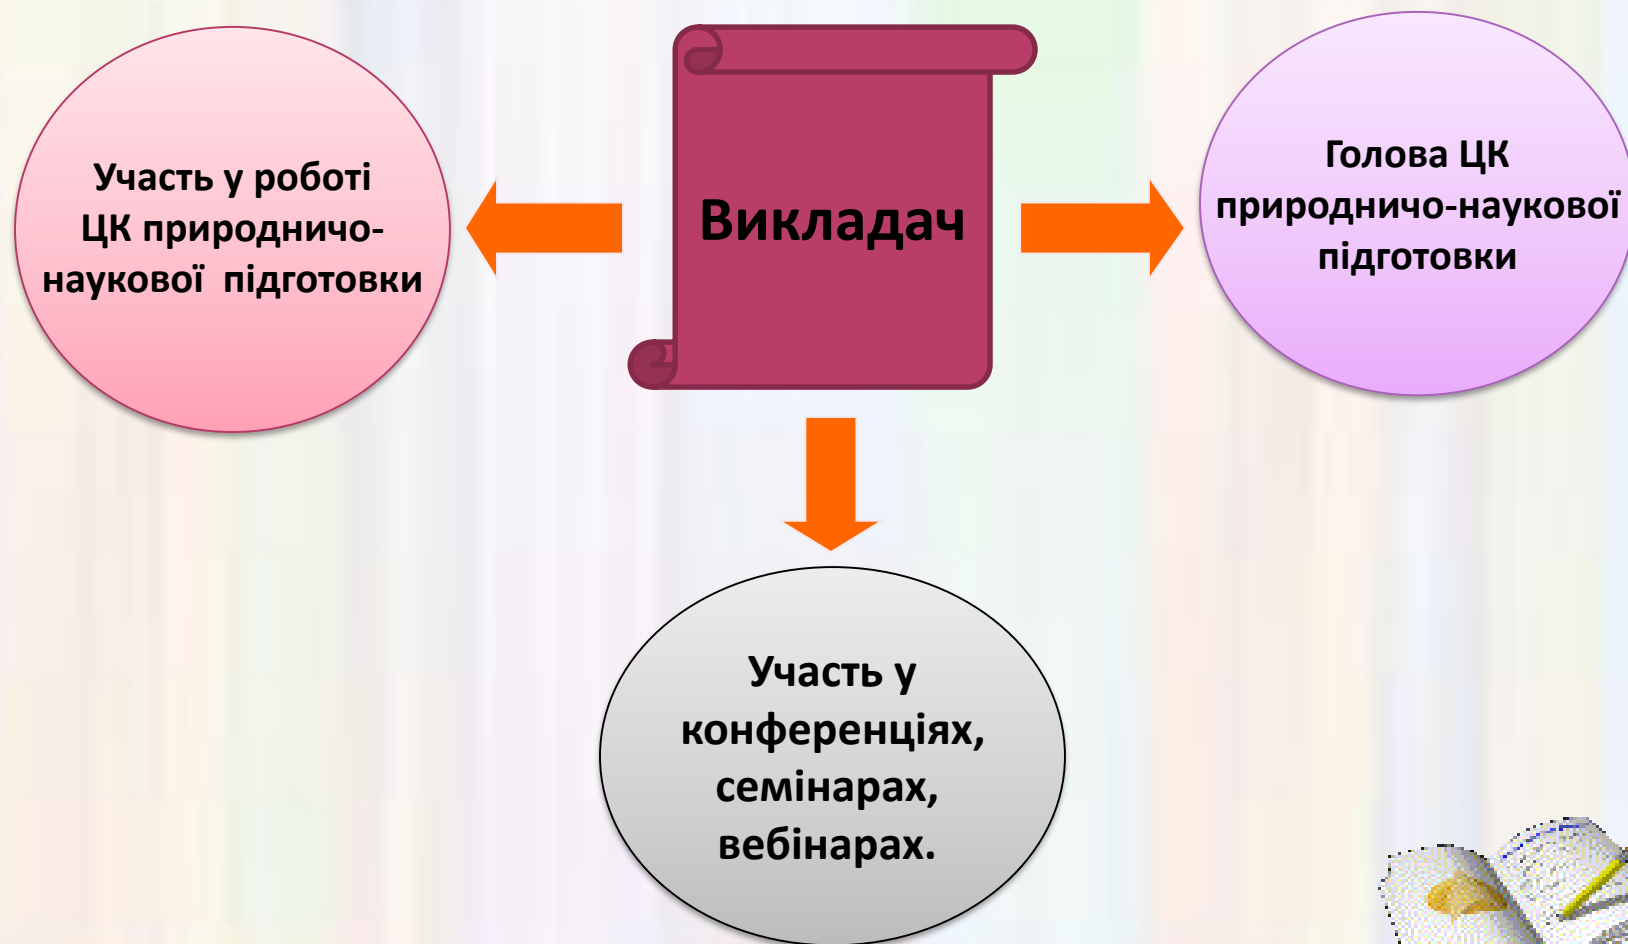 Участь у роботі
ЦК природничо-
наукової підготовки
Викладач
Голова ЦК
природничо-наукової
підготовки
Участь у
конференціях,
семінарах,
вебінарах.